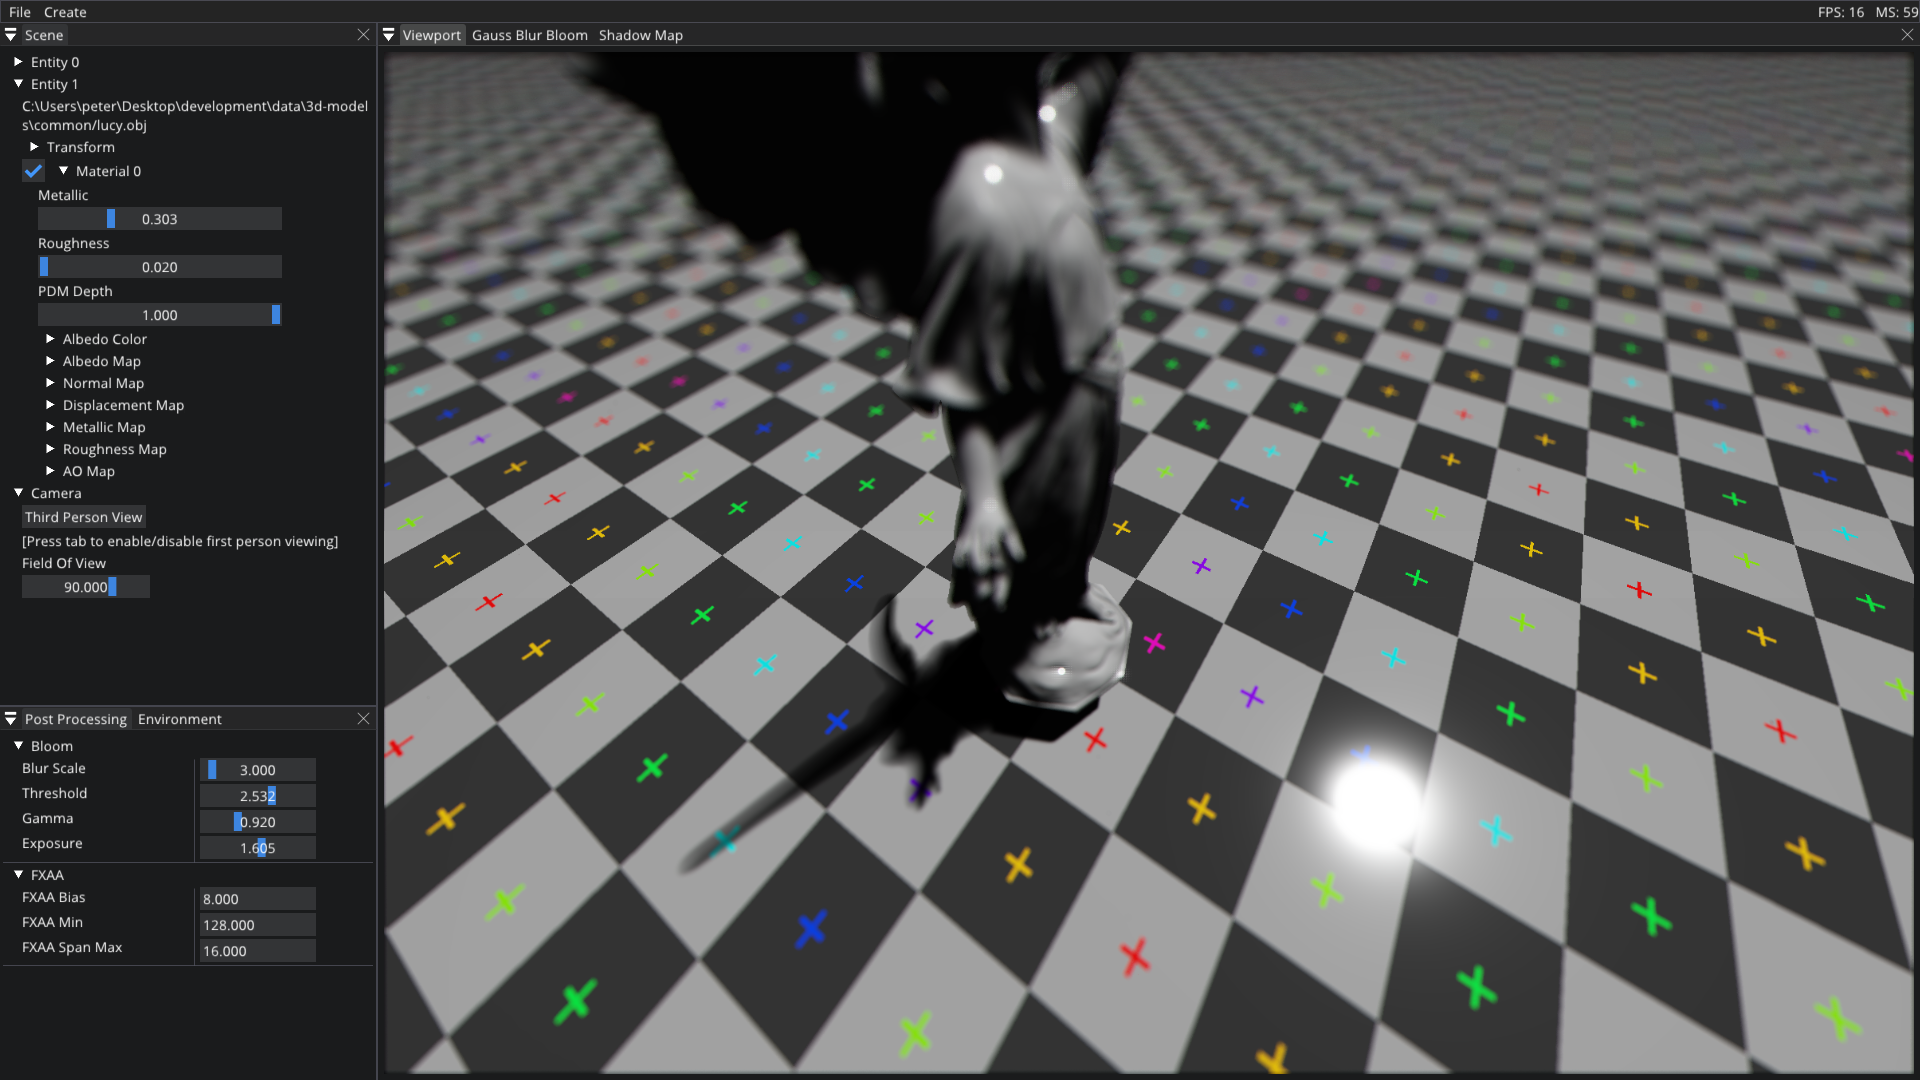 File Create
FPS: 16 MS: 59
Scene
Entity 0
Entity 1
C:\Users\peter\Desktop\development\data\3d-model
s\common/lucy.obj
Transform
Material 0
Metallic
0.303
Roughness
0.020
PDM Depth
1.000
Albedo Color
Albedo Map
Normal Map
Displacement Map
Metallic Map
Roughness Map
AO Map
Camera
Third Person View
[Press tab to enable/disable first person viewing]
Field Of View
90.000
Post Processing Environment
Bloom
Blur Scale 3.000
Threshold 2.532
Gamma 0.920
Exposure 1.605
FXAA
FXAA Bias 8.000
FXAA Min 128.000
FXAA Span Max 16.000
Viewport Gauss Blur Bloom Shadow Map